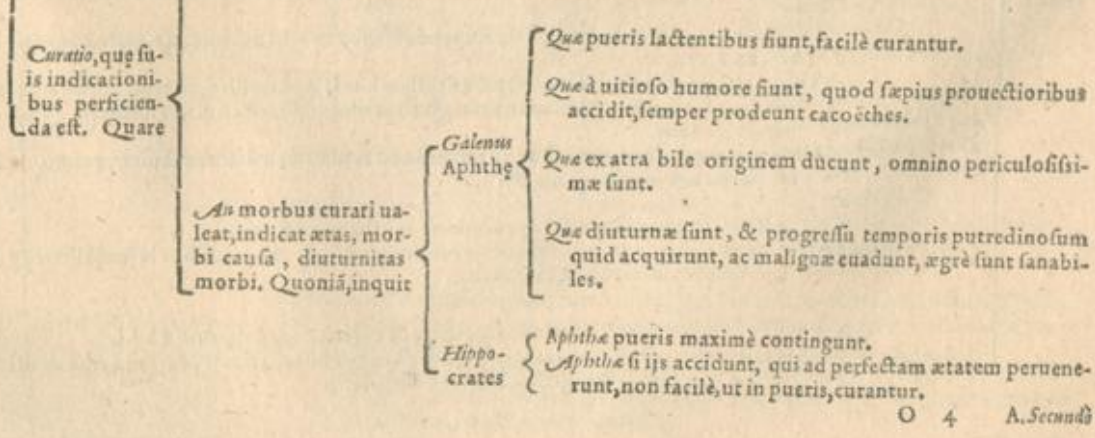 Curatio, quę ſu-
is indicationi-
bus perficien-
da eſt. Quare
An morbus curari ua-
leat, indicat ætas, mor-
bi cauſa, diuturnitas
morbi. Quoniã, inquit
Galenus
Aphthę
Quæ pueris lactentibus fiunt, facilè curantur.
Quæ à uitioſo humore fiunt, quod ſæpius prouectioribus
accidit, ſemper prodeunt cacoëthes.
Quæ ex atra bile originem ducunt, omnino periculoſiſsi-
mæ ſunt.
Quæ diuturnæ ſunt, & progreſſu temporis putredinoſum
quid acquirunt, ac malignæ euadunt, ægrè ſunt ſanabi-
les.
Hippo-
crates
Aphthæ pueris maximè contingunt.
Aphthæ ſi ijs accidunt, qui ad perfectam ætatem peruene-
runt, non facilè, ut in pueris, curantur.
O 4 A. Secundò